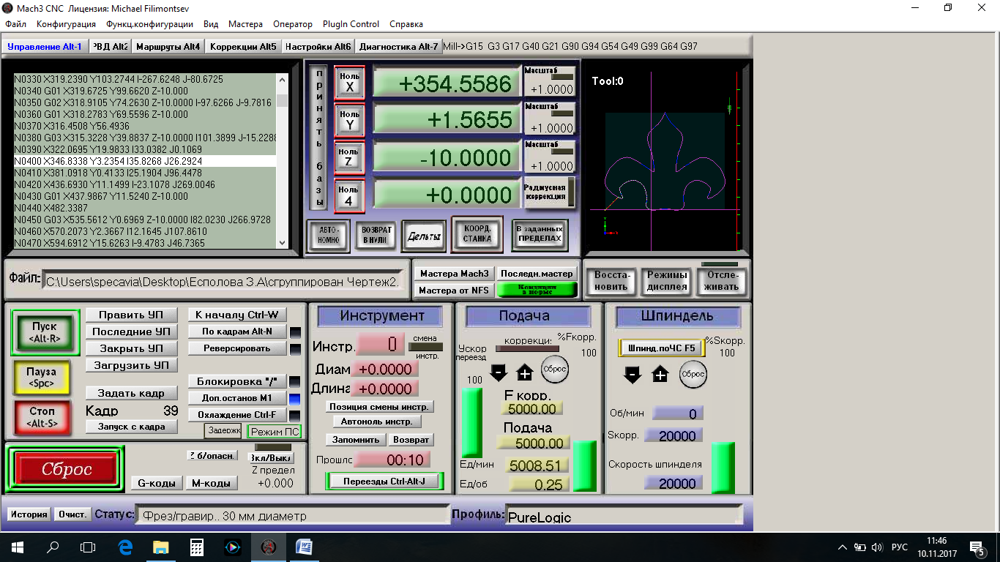 Mach3 CNC Лицензия: Michael Filimontsev
Файл Конфигурация Функц.конфигурации Вид Мастера Оператор PlugIn Control Справка
Управление Alt-1 РВД Alt2 Маршруты Alt4 Коррекции Alt5 Настройки Alt6 Диагностика Alt-7 Mill->G15 G3 G17 G40 G21 G90 G94 G54 G49 G99 G64 G97
N0330 X319.2390 Y103.2744 I-267.6248 J-80.6725
N0340 G01 X319.6725 Y99.6620 Z-10.000
N0350 G02 X318.9105 Y74.2630 Z-10.0000 I-97.6266 J-9.7816
N0360 G01 X318.2783 Y69.5596 Z-10.000
N0370 X316.4508 Y56.4936
N0380 G03 X315.3228 Y39.8837 Z-10.0000 I101.3899 J-15.2288
N0390 X322.0695 Y19.9833 I33.0382 J0.1069
N0400 X346.8338 Y3.2354 I35.8268 J26.2924
N0410 X381.0918 Y0.4133 I25.1904 J96.4478
N0420 X436.6930 Y11.1499 I-23.1078 J269.0046
N0430 G01 X437.9867 Y11.5240 Z-10.000
N0440 X482.3387
N0450 G03 X535.5612 Y0.6969 Z-10.0000 I82.0230 J266.9728
N0460 X570.2073 Y2.3667 I12.1645 J107.8610
N0470 X594.6912 Y15.6263 I-9.4783 J46.7365
Принять базы
Ноль X +354.5586 Масштаб +1.0000
Ноль Y +1.5655 Масштаб +1.0000
Ноль Z -10.0000 Масштаб +1.0000
Ноль 4 +0.0000 Радиусная коррекция
АВТО-НОМНО
ВОЗВРАТ В НУЛИ
Дельты
КООРД. СТАНКА
В заданных ПРЕДЕЛАХ
Tool:0
Файл: C:\Users\specavia\Desktop\Есполова З.А\сгруппирован Чертеж2.
Мастера Mach3 Последн.мастер
Мастера от NFS
Восста-новить
Режимы дисплея
Отсле-живать
Пуск
<Alt-R>
Пауза
<Spc>
Стоп
<Alt-S>
Править УП
Последние УП
Закрыть УП
Загрузить УП
Задать кадр
Кадр 39
Запуск с кадра
К началу Ctrl-W
По кадрам Alt-N
Реверсировать
Блокировка "/"
Доп.останов M1
Охлаждение Ctrl-F
Задержк Режим ПС
Сброс
Z б/опасн.
G-коды M-коды
Вкл/Выкл
Z предел
+0.000
Инструмент
Инстр. 0 смена инстр.
Диам +0.0000
Длина +0.0000
Позиция смены инстр.
Автоноль инстр.
Запомнить Возврат
Прошло 00:10
Переезды Ctrl-Alt-J
Подача
коррекци: %Fкорр.
100
Ускор переезд
Сброс
100
F корр.
5000.00
Подача
5000.00
Ед/мин 5008.51
Ед/об 0.25
Шпиндель
Шпинд.поЧС F5
%Sкорр.
100
Сброс
Об/мин 0
Sкорр. 20000
Скорость шпинделя
20000
История Очист. Статус: Фрез/гравир.. 30 мм диаметр Профиль: PureLogic
РУС
11:46
10.11.2017
5